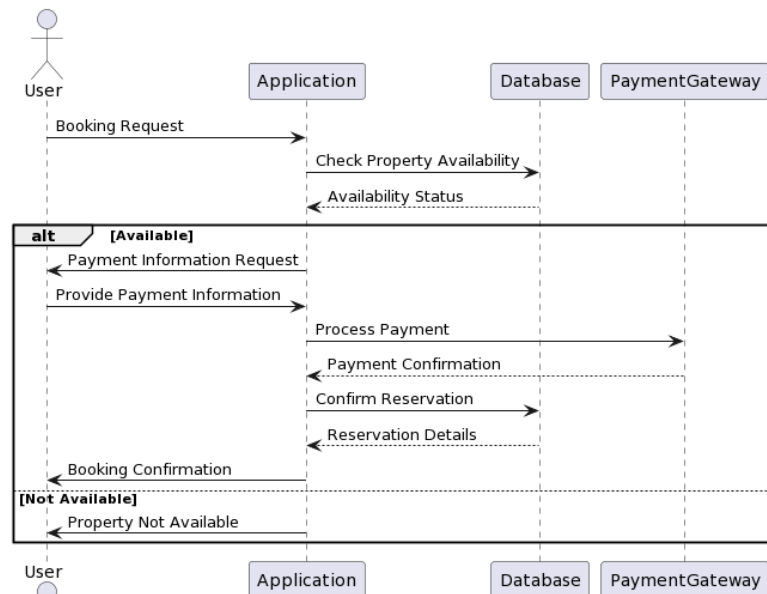 User
Application
Database
PaymentGateway
Booking Request
Check Property Availability
Availability Status
alt
[Available]
Payment Information Request
Provide Payment Information
Process Payment
Payment Confirmation
Confirm Reservation
Reservation Details
Booking Confirmation
[Not Available]
Property Not Available
User
Application
Database
PaymentGateway